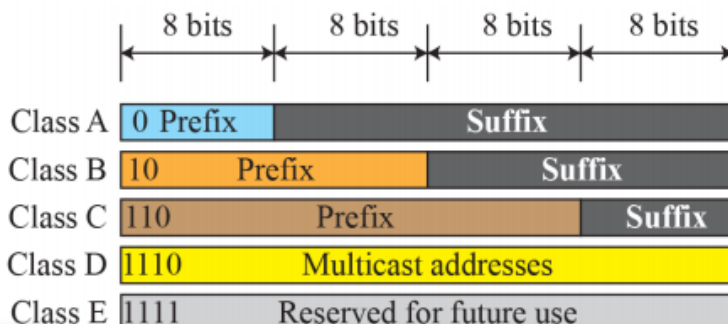 8 bits 8 bits 8 bits 8 bits
Class A 0 Prefix Suffix
Class B 10 Prefix Suffix
Class C 110 Prefix Suffix
Class D 1110 Multicast addresses
Class E 1111 Reserved for future use